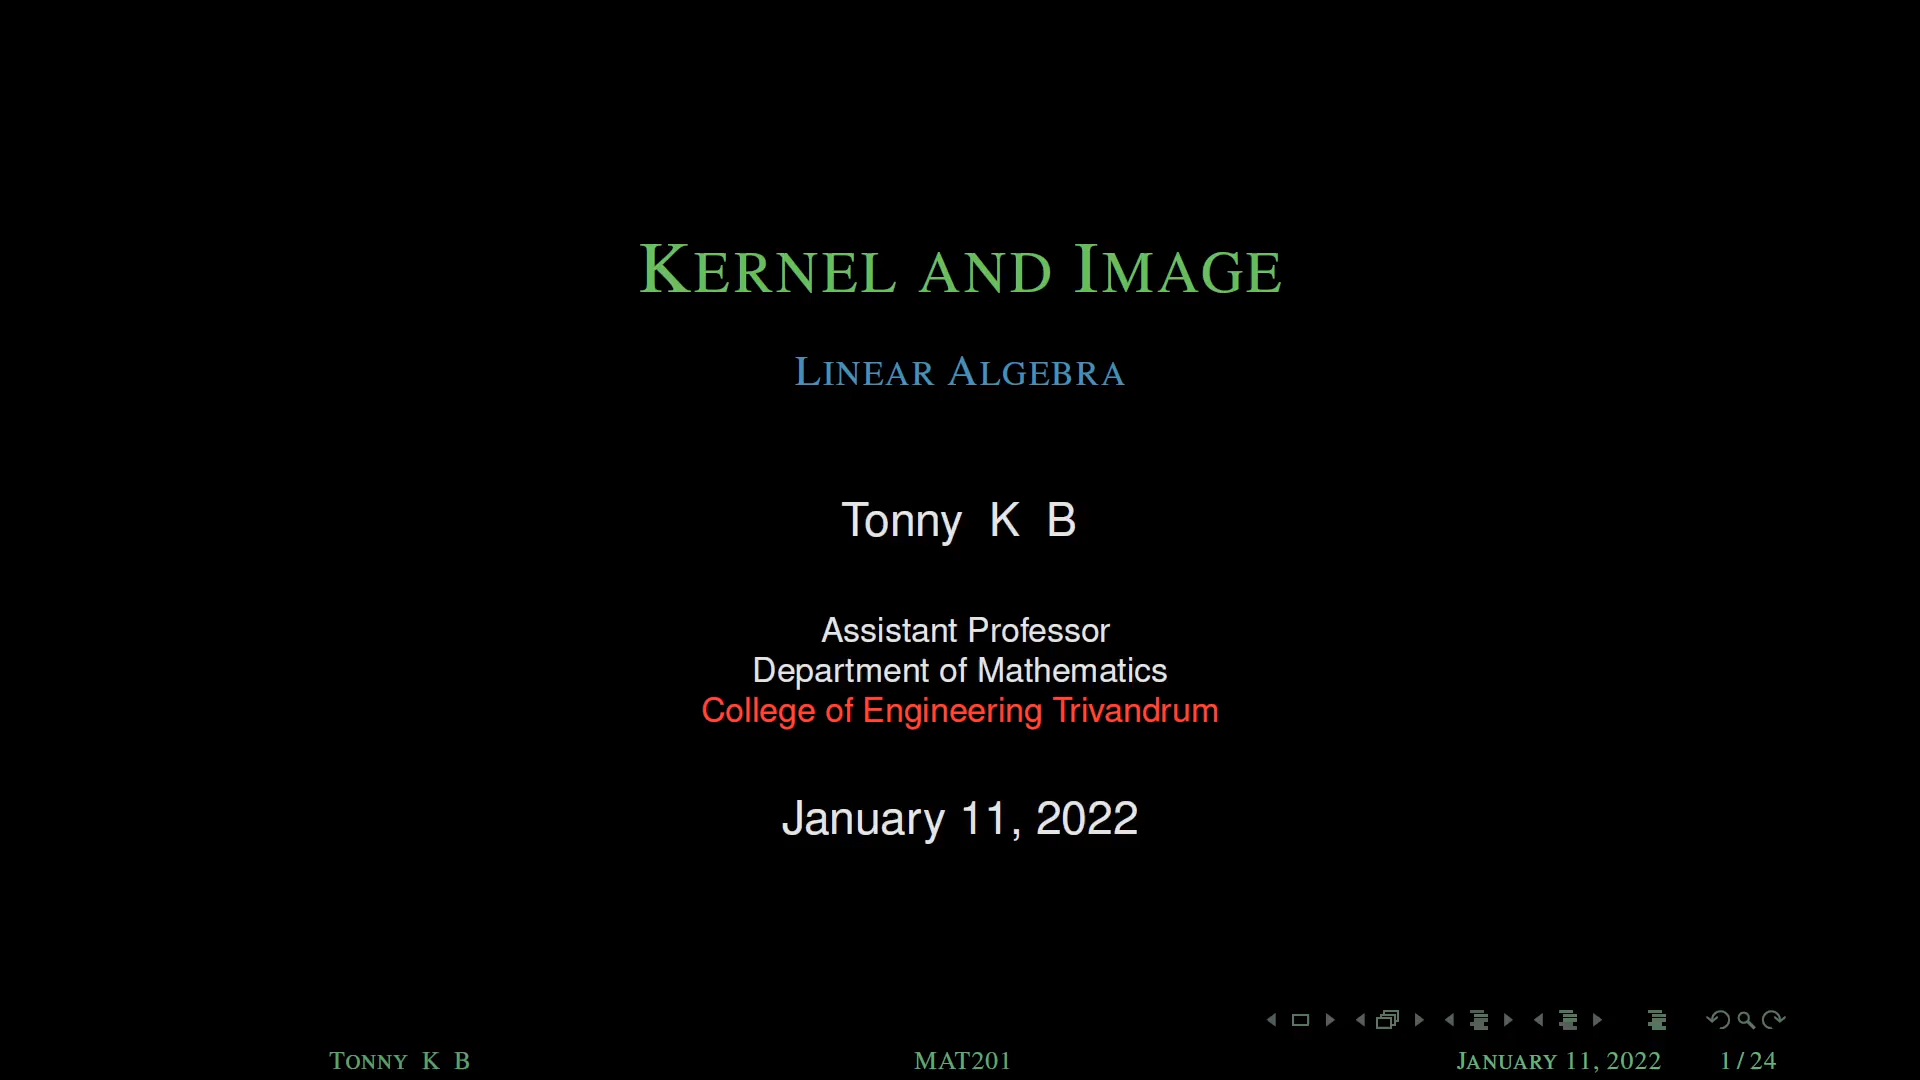 Kernel and Image
Linear Algebra
Tonny K B
Assistant Professor
Department of Mathematics
College of Engineering Trivandrum
January 11, 2022
Tonny K B MAT201 January 11, 2022 1 / 24